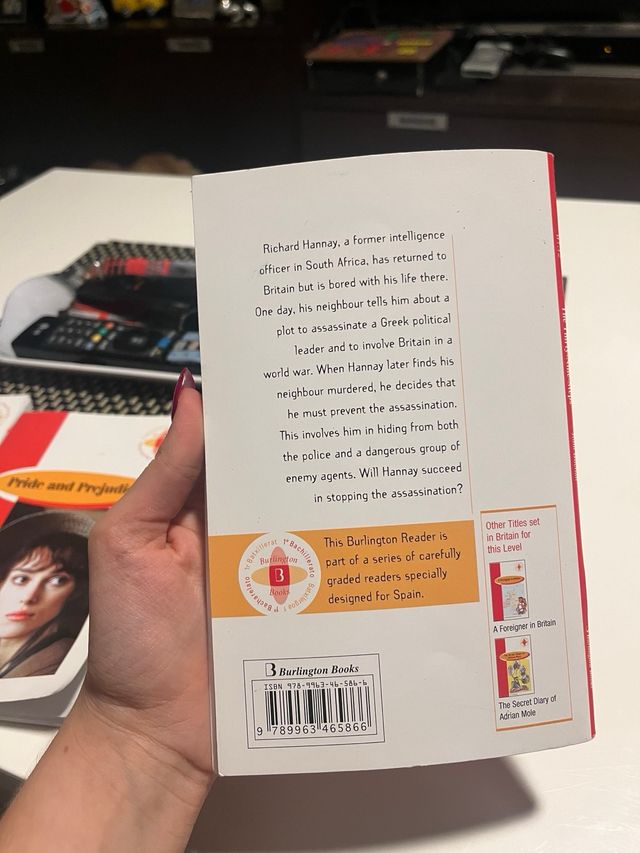 Richard Hannay, a former intelligence
officer in South Africa, has returned to
Britain but is bored with his life there.
One day, his neighbour tells him about a
plot to assassinate a Greek political
leader and to involve Britain in a
world war. When Hannay later finds his
neighbour murdered, he decides that
he must prevent the assassination.
This involves him in hiding from both
the police and a dangerous group of
enemy agents. Will Hannay succeed
in stopping the assassination?
1r Batxillerat 1º Bachillerato
Batxilergoa 1º Bacharelato
Burlington
B
Books
This Burlington Reader is
part of a series of carefully
graded readers specially
designed for Spain.
Other Titles set
in Britain for
this Level
A Foreigner in Britain
The Secret Diary of
Adrian Mole
B Burlington Books
ISBN 978-9963-46-586-6
9 789963 465866
Pride and Prejudi